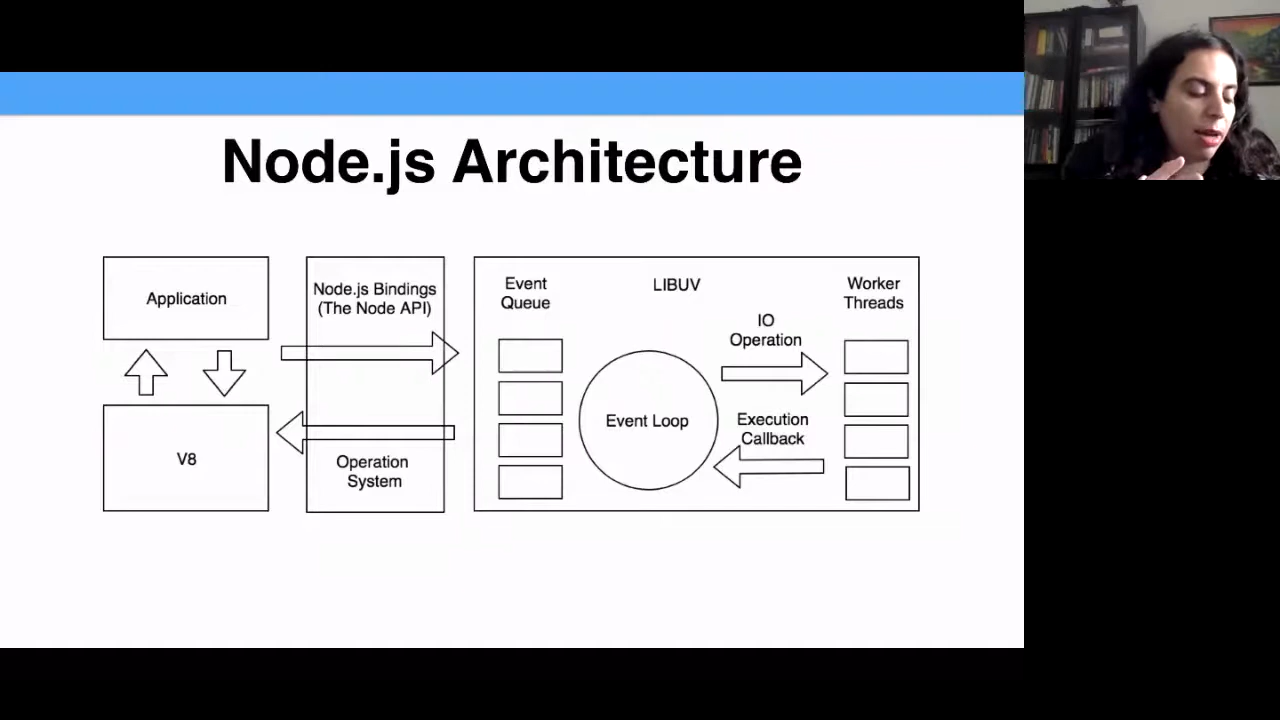 Node.js Architecture
Application
V8
Node.js Bindings
(The Node API)
Operation
System
Event
Queue
LIBUV
Event Loop
IO
Operation
Execution
Callback
Worker
Threads